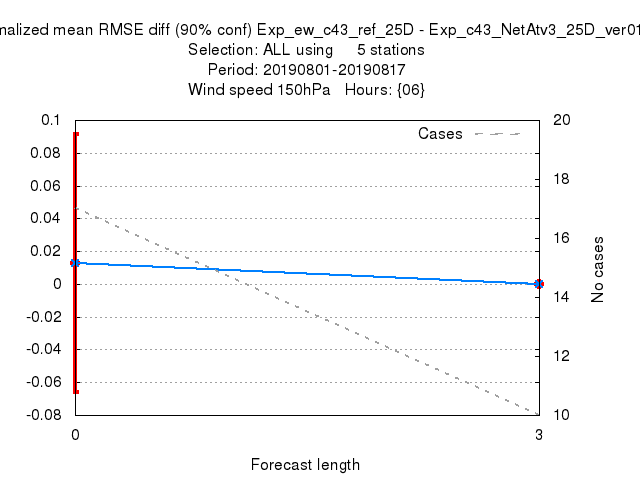 malized mean RMSE diff (90% conf) Exp_ew_c43_ref_25D - Exp_c43_NetAtv3_25D_ver01
Selection: ALL using 5 stations
Period: 20190801-20190817
Wind speed 150hPa Hours: {06}
Cases
0.1
0.08
0.06
0.04
0.02
0
-0.02
-0.04
-0.06
-0.08
20
18
16
14
12
10
No cases
0
3
Forecast length